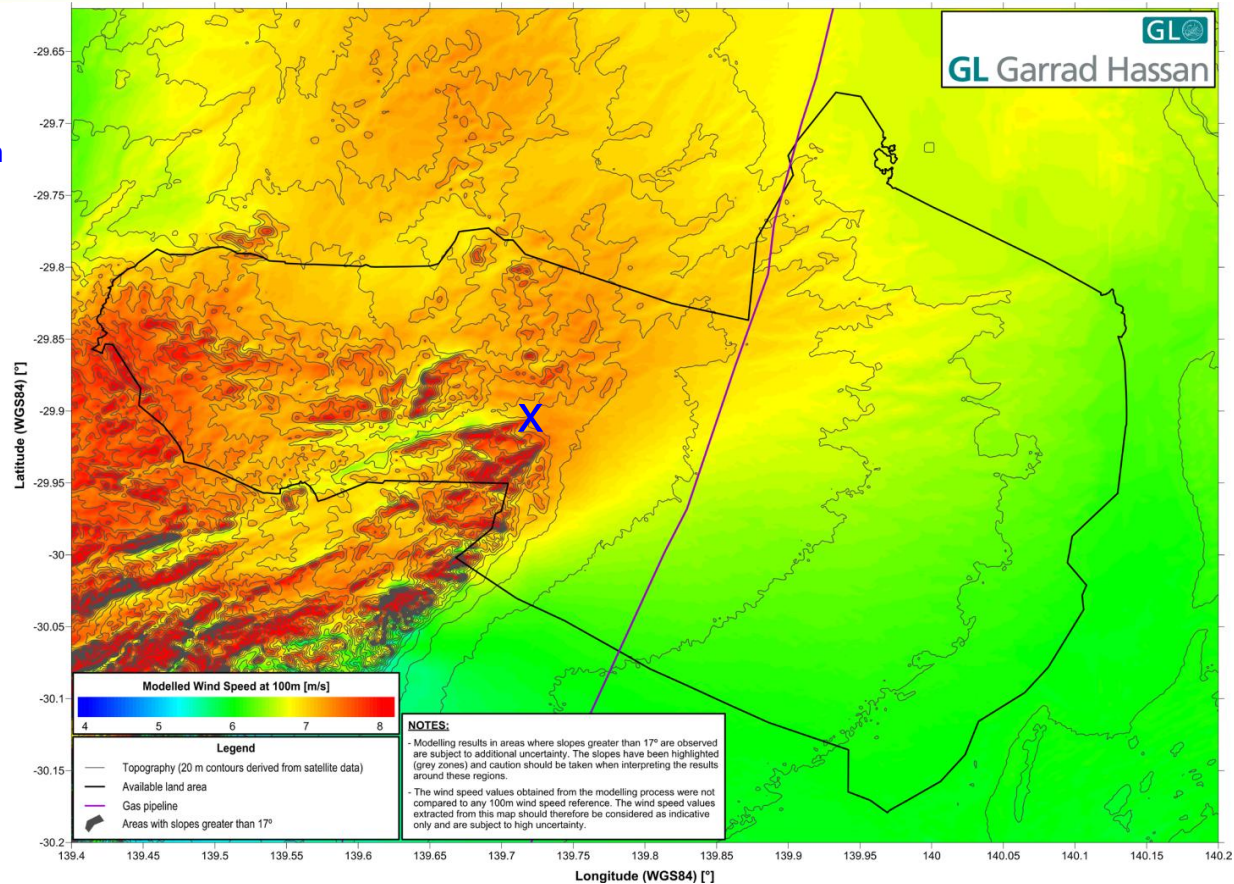 GL
GL Garrad Hassan
n
Latitude (WGS84) [°]
-29.65
-29.7
-29.75
-29.8
-29.85
-29.9
-29.95
-30
-30.05
-30.1
-30.15
-30.2
X
Modelled Wind Speed at 100m [m/s]
4 5 6 7 8
Legend
Topography (20 m contours derived from satellite data)
Available land area
Gas pipeline
Areas with slopes greater than 17º
NOTES:
- Modelling results in areas where slopes greater than 17º are observed
are subject to additional uncertainty. The slopes have been highlighted
(grey zones) and caution should be taken when interpreting the results
around these regions.
- The wind speed values obtained from the modelling process were not
compared to any 100m wind speed reference. The wind speed values
extracted from this map should therefore be considered as indicative
only and are subject to high uncertainty.
139.4 139.45 139.5 139.55 139.6 139.65 139.7 139.75 139.8 139.85 139.9 139.95 140 140.05 140.1 140.15 140.2
Longitude (WGS84) [°]